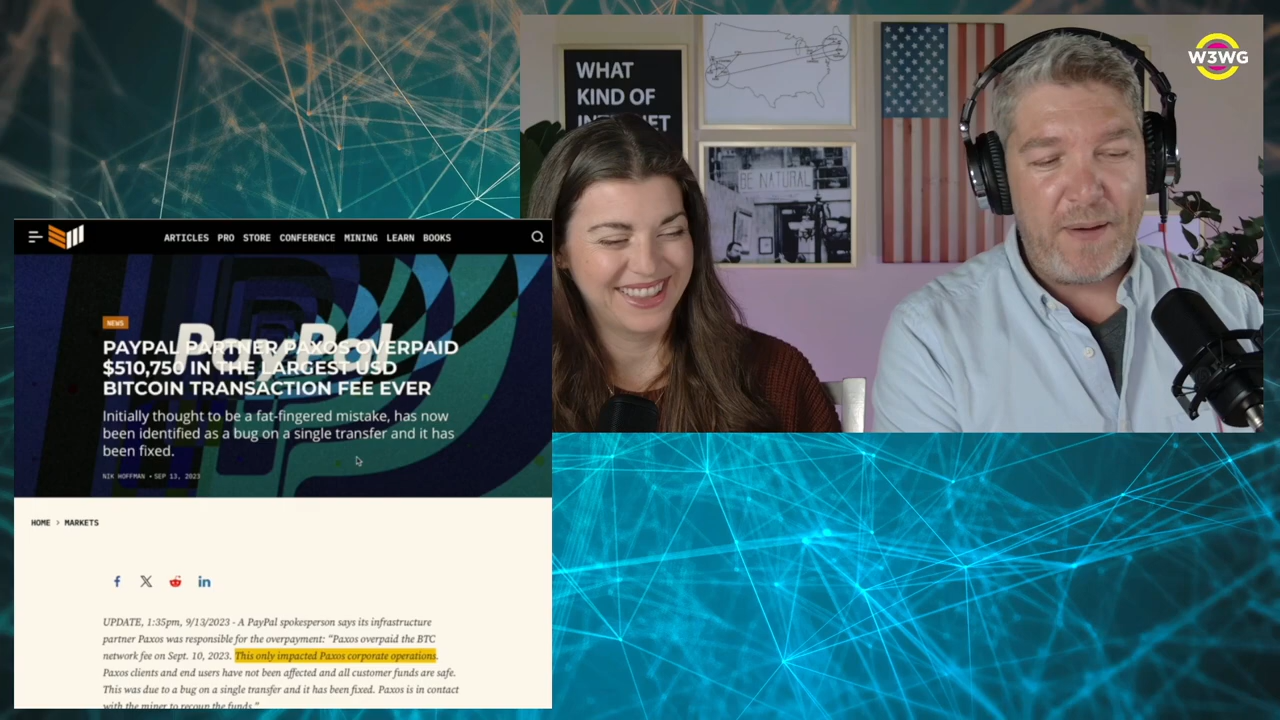 W3WG
WHAT
KIND OF
INTERNET
BE NATURAL
ARTICLES PRO STORE CONFERENCE MINING LEARN BOOKS
PayPal
NEWS
PAYPAL PARTNER PAXOS OVERPAID
$510,750 IN THE LARGEST USD
BITCOIN TRANSACTION FEE EVER
Initially thought to be a fat-fingered mistake, has now
been identified as a bug on a single transfer and it has
been fixed.
NIK HOFFMAN • SEP 13, 2023
HOME > MARKETS
UPDATE, 1:35pm, 9/13/2023 - A PayPal spokesperson says its infrastructure
partner Paxos was responsible for the overpayment: “Paxos overpaid the BTC
network fee on Sept. 10, 2023. This only impacted Paxos corporate operations.
Paxos clients and end users have not been affected and all customer funds are safe.
This was due to a bug on a single transfer and it has been fixed. Paxos is in contact
with the miner to recoup the funds.”